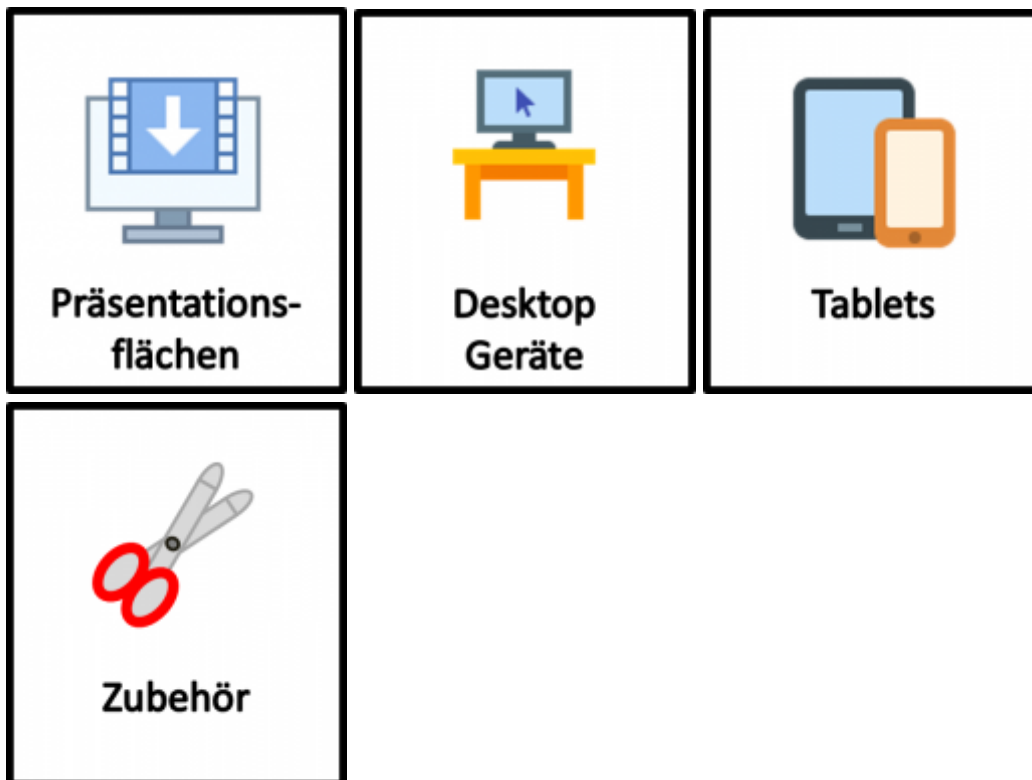 Präsentations-
flächen
Desktop
Geräte
Tablets
Zubehör